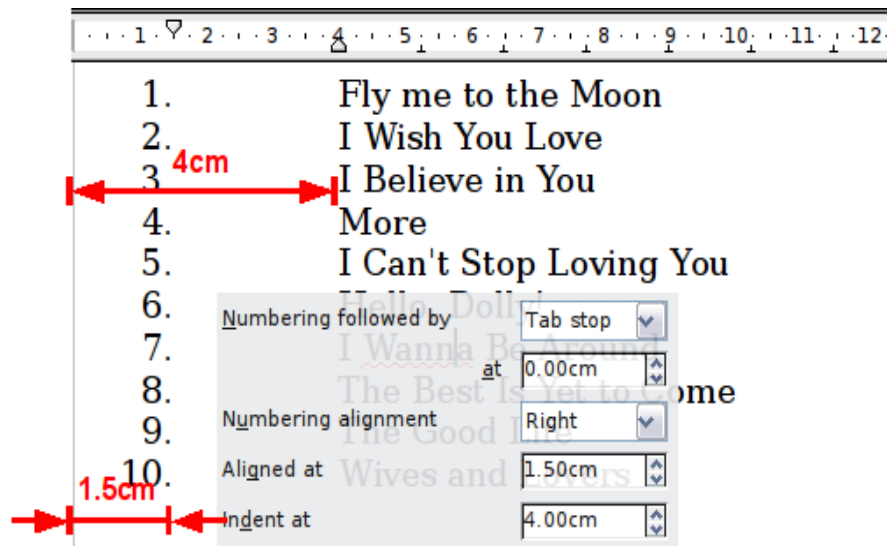 1 2 3 4 5 6 7 8 9 10 11 12
1. Fly me to the Moon
2. I Wish You Love
4cm
3 I Believe in You
4. More
5. I Can't Stop Loving You
6. Hello, Dolly!
Numbering followed by Tab stop
7. I Wanna Be Around
at 0.00cm
8. The Best Is Yet to Come
Numbering alignment Right
9. The Good Life
Aligned at 1.50cm
10. Wives and Lovers
1.5cm
Indent at 4.00cm